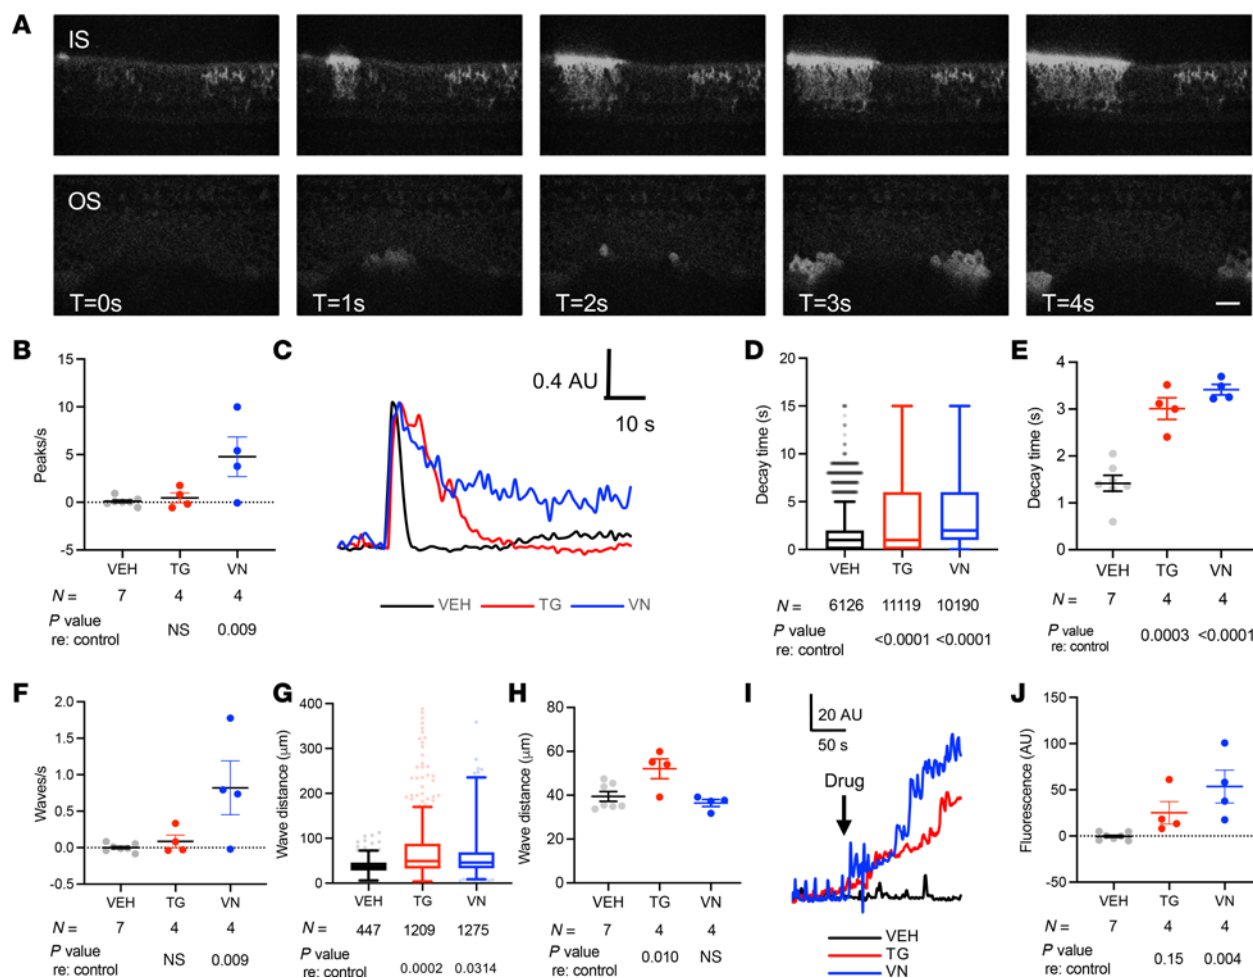 A
IS
OS
T=0s T=1s T=2s T=3s T=4s
B
Peaks/s
15
10
5
0
-5
VEH TG VN
N = 7 4 4
P value re: control NS 0.009
C
0.4 AU
10 s
VEH TG VN
D
Decay time (s)
20
15
10
5
0
VEH TG VN
N = 6126 11119 10190
P value re: control <0.0001 <0.0001
E
Decay time (s)
4
3
2
1
0
VEH TG VN
N = 7 4 4
P value re: control 0.0003 <0.0001
F
Waves/s
2.0
1.5
1.0
0.5
0.0
-0.5
VEH TG VN
N = 7 4 4
P value re: control NS 0.009
G
Wave distance (μm)
400
300
200
100
0
VEH TG VN
N = 447 1209 1275
P value re: control 0.0002 0.0314
H
Wave distance (μm)
80
60
40
20
0
VEH TG VN
N = 7 4 4
P value re: control 0.010 NS
I
20 AU
50 s
Drug
VEH
TG
VN
J
Fluorescence (AU)
150
100
50
0
-50
VEH TG VN
N = 7 4 4
P value re: control 0.15 0.004